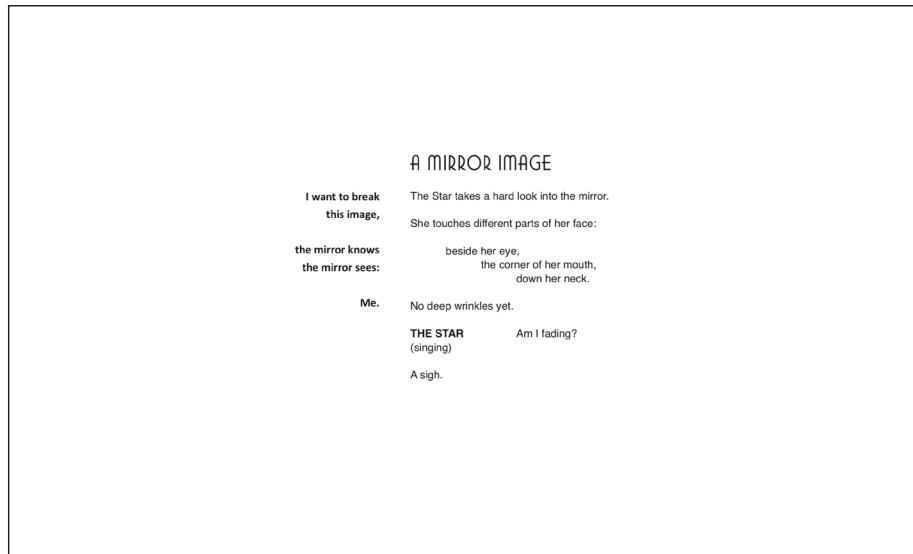 A MIRROR IMAGE
I want to break
this image,
the mirror knows
the mirror sees:
Me.
The Star takes a hard look into the mirror.
She touches different parts of her face:
beside her eye,
the corner of her mouth,
down her neck.
No deep wrinkles yet.
THE STAR Am I fading?
(singing)
A sigh.